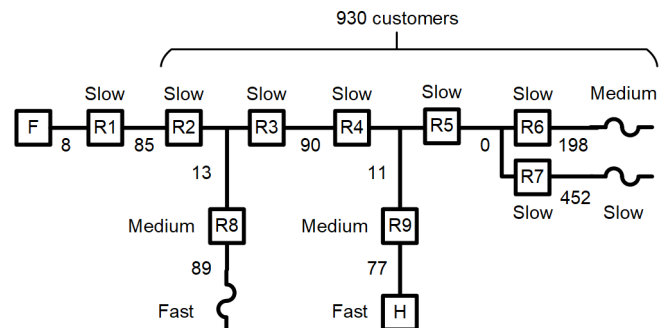 930 customers
Slow Slow Slow Slow Slow Slow Medium
F R1 R2 R3 R4 R5 R6
8 85 90 0 198
13 11 R7 452
Slow Slow
Medium R8 Medium R9
89 77
Fast Fast H